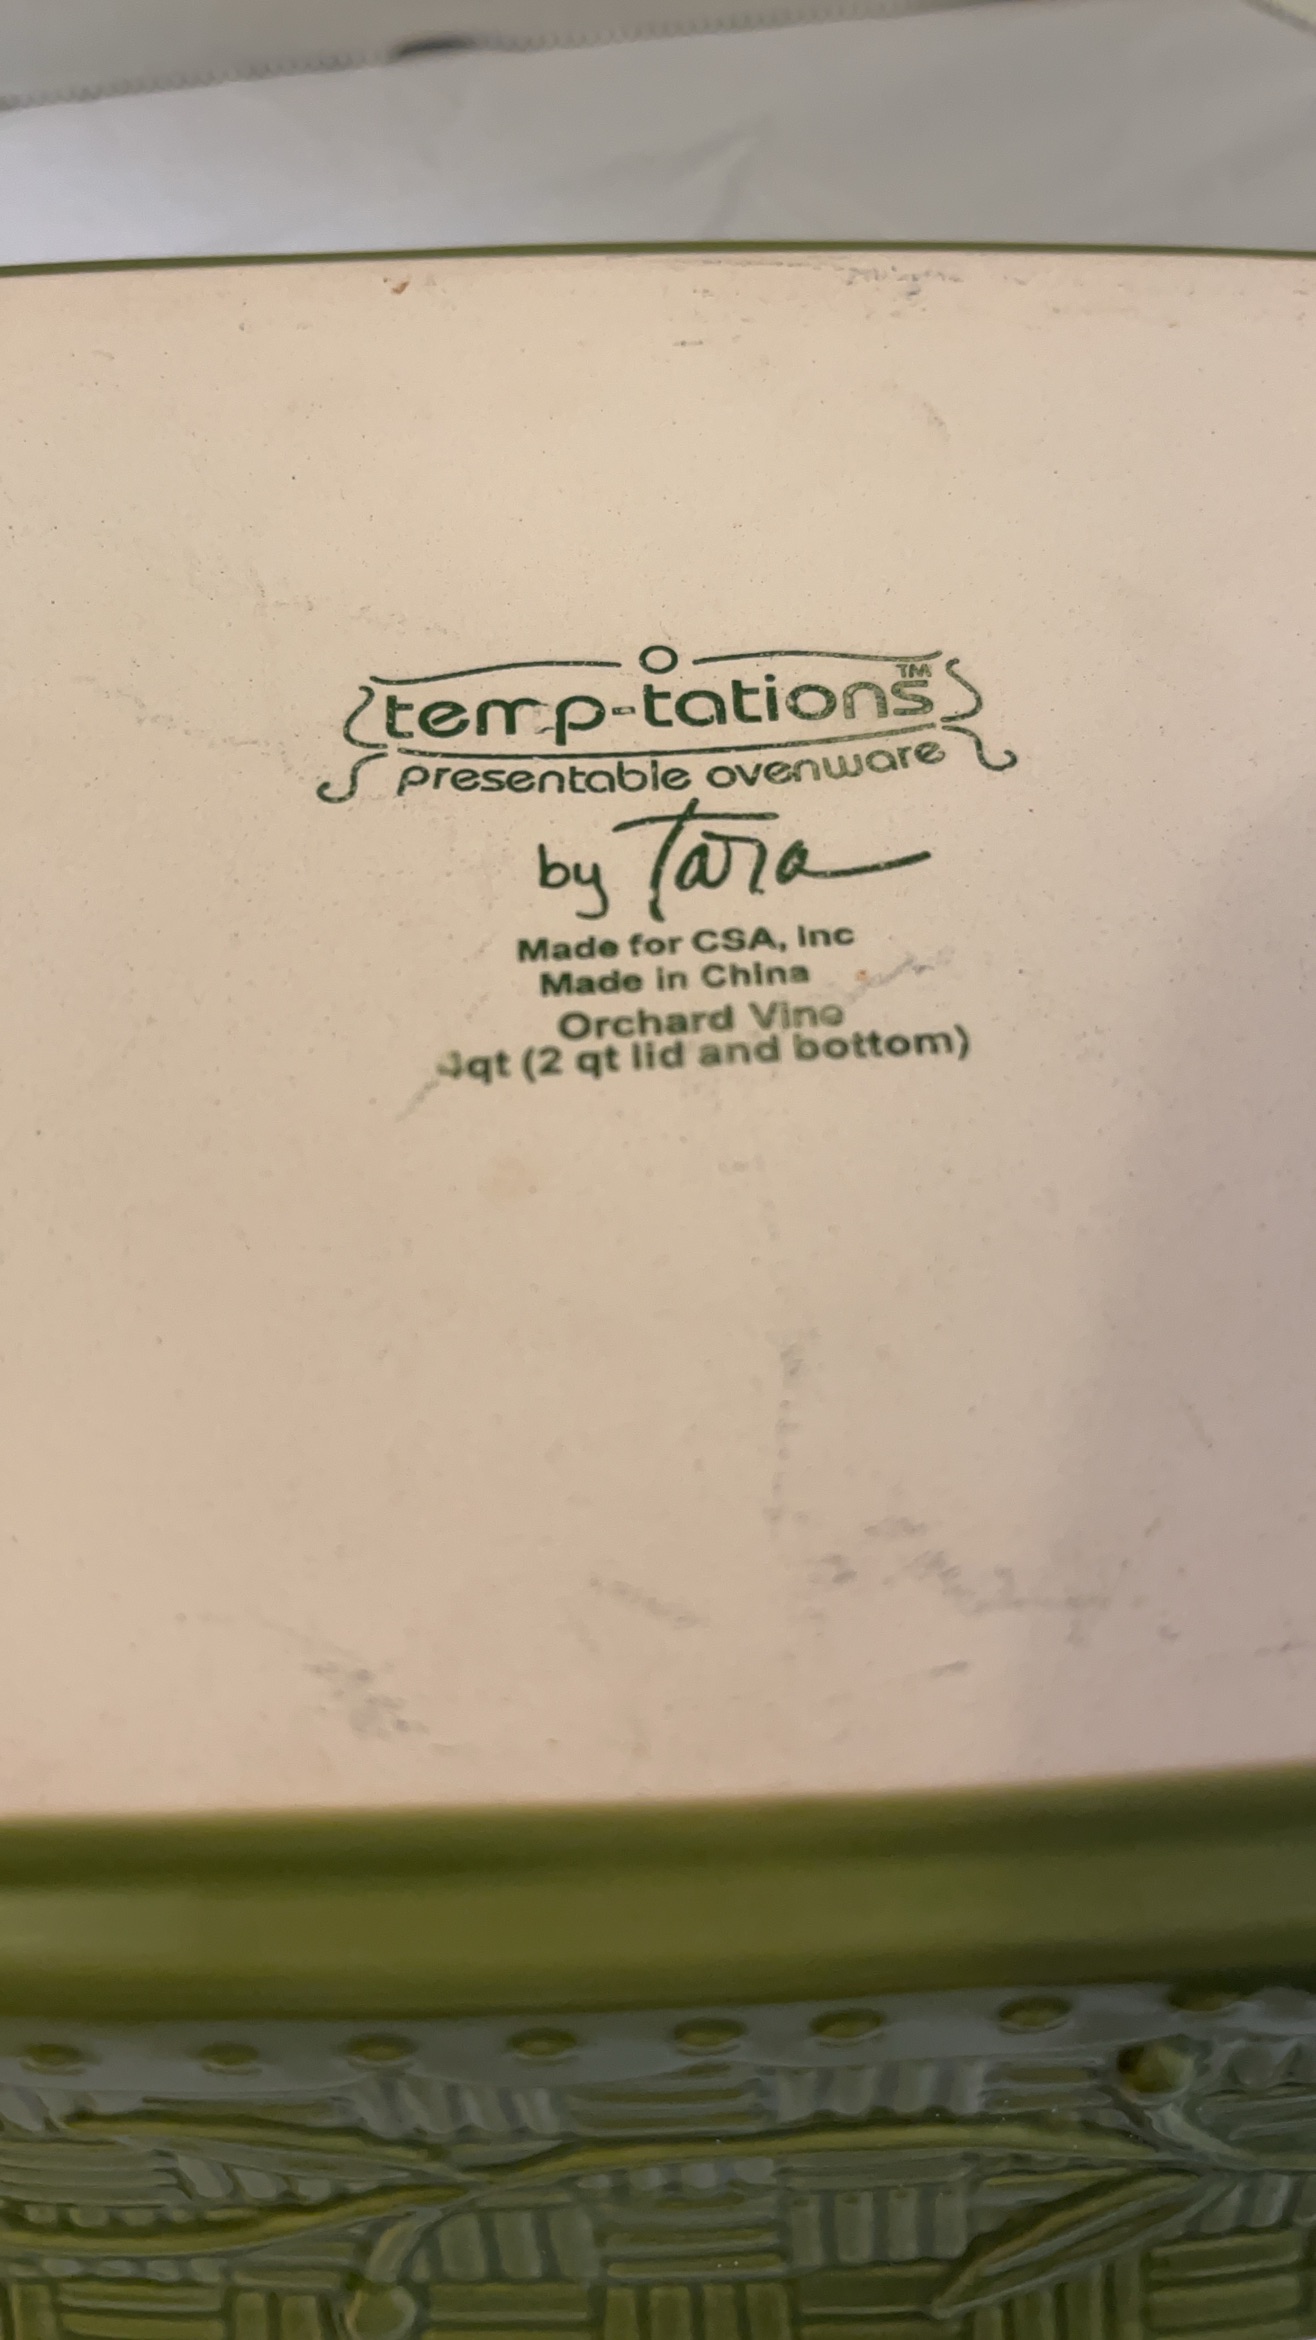 temp-tations™
presentable ovenware
by Tara
Made for CSA, Inc
Made in China
Orchard Vine
4qt (2 qt lid and bottom)